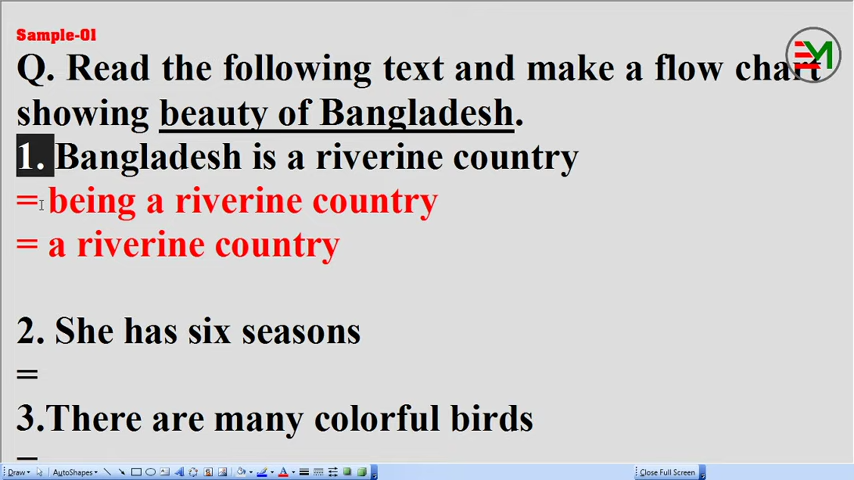 Sample-01
Q. Read the following text and make a flow chart
showing beauty of Bangladesh.
1. Bangladesh is a riverine country
= being a riverine country
= a riverine country
2. She has six seasons
=
3.There are many colorful birds
=
Draw
AutoShapes
Close Full Screen
EM